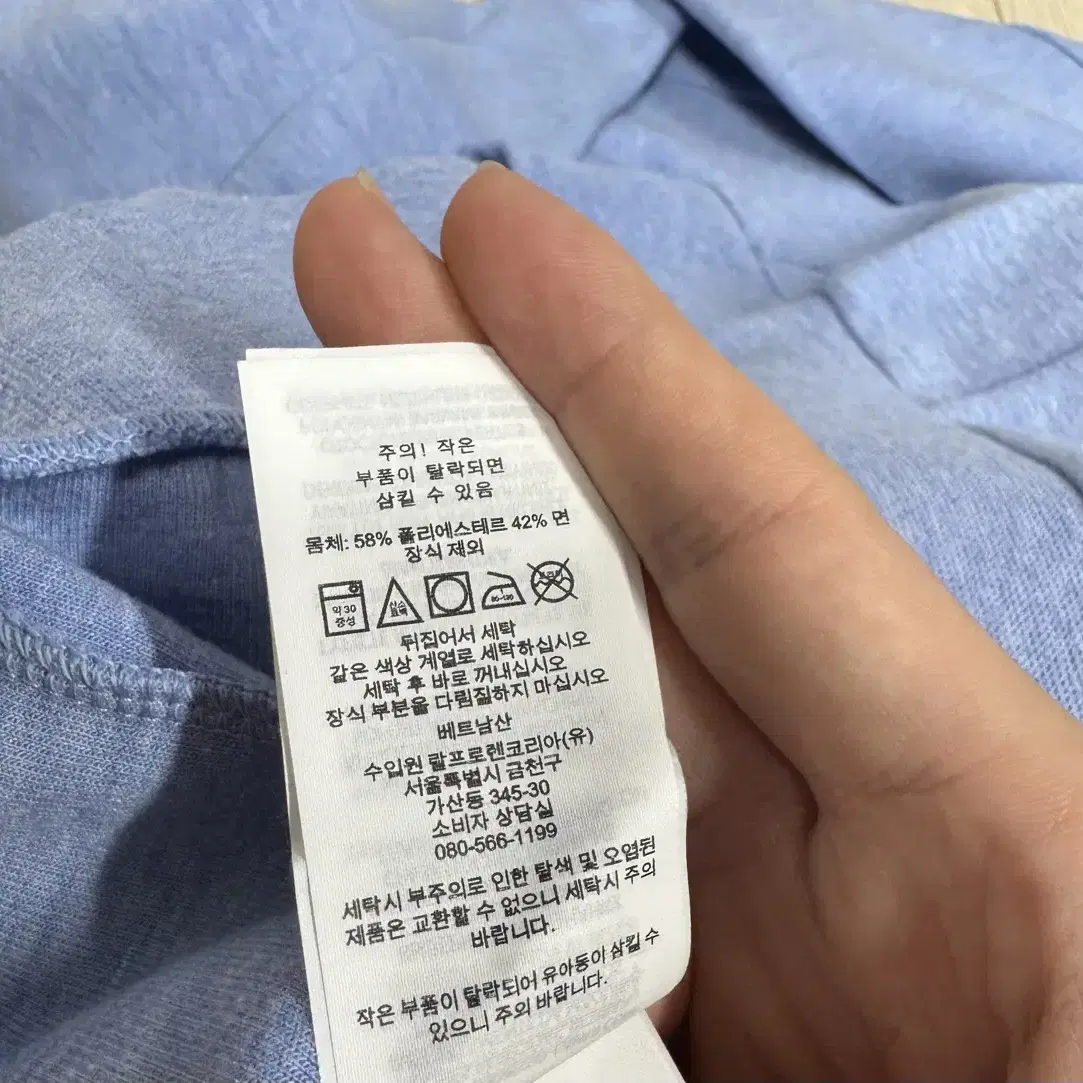 주의! 작은
부품이 탈락되면
삼킬 수 있음
몸체: 58% 폴리에스테르 42% 면
장식 제외
약 30
중성
뒤집어서 세탁
같은 색상 계열로 세탁하십시오
세탁 후 바로 꺼내십시오
장식 부분을 다림질하지 마십시오
베트남산
수입원 랄프로렌코리아(유)
서울특별시 금천구
가산동 345-30
소비자 상담실
080-566-1199
세탁시 부주의로 인한 탈색 및 오염된
제품은 교환할 수 없으니 세탁시 주의
바랍니다.
작은 부품이 탈락되어 유아동이 삼킬 수
있으니 주의 바랍니다.